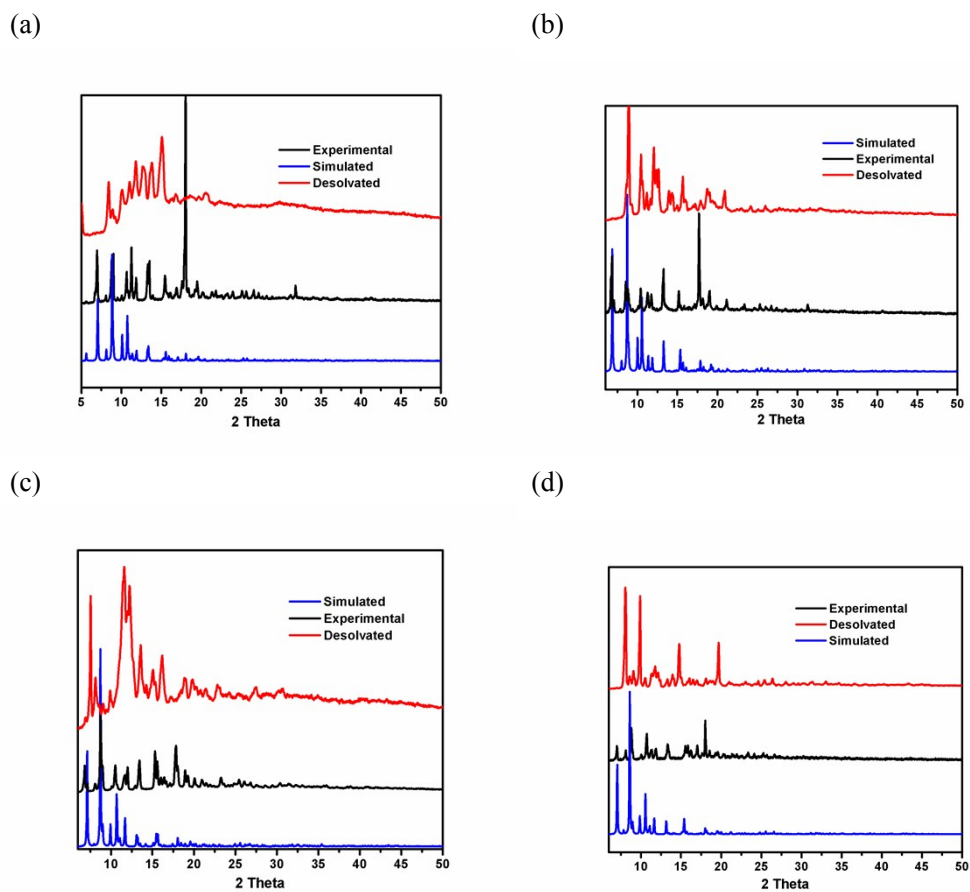 (a)
Experimental
Simulated
Desolvated
5 10 15 20 25 30 35 40 45 50
2 Theta
(b)
Simulated
Experimental
Desolvated
10 15 20 25 30 35 40 45 50
2 Theta
(c)
Simulated
Experimental
Desolvated
10 15 20 25 30 35 40 45 50
2 Theta
(d)
Experimental
Desolvated
Simulated
10 15 20 25 30 35 40 45 50
2 Theta